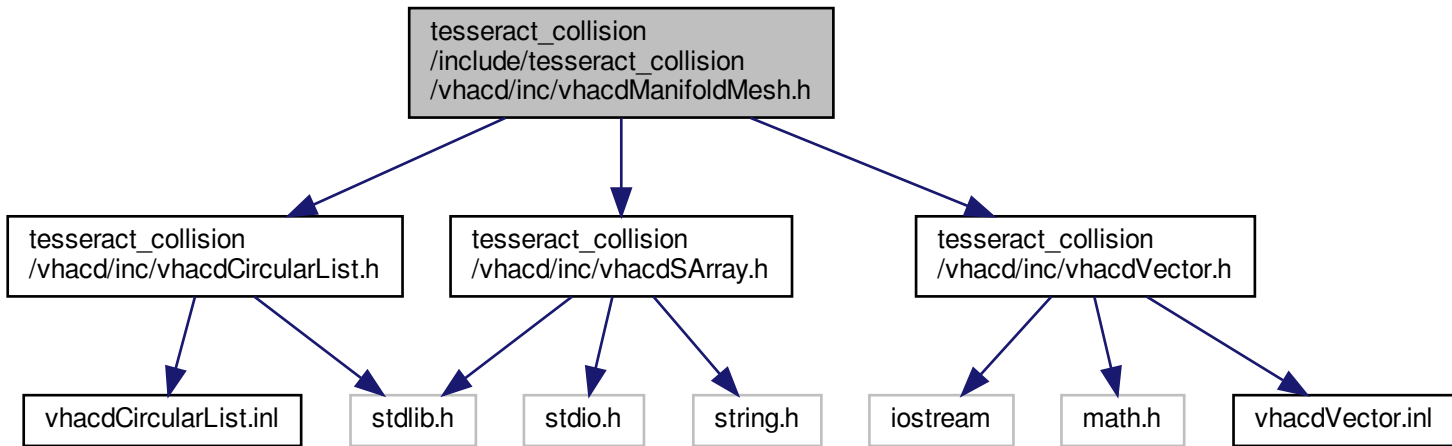 tesseract_collision
/include/tesseract_collision
/vhacd/inc/vhacdManifoldMesh.h
tesseract_collision
/vhacd/inc/vhacdCircularList.h
tesseract_collision
/vhacd/inc/vhacdSArray.h
tesseract_collision
/vhacd/inc/vhacdVector.h
vhacdCircularList.inl
stdlib.h
stdio.h
string.h
iostream
math.h
vhacdVector.inl